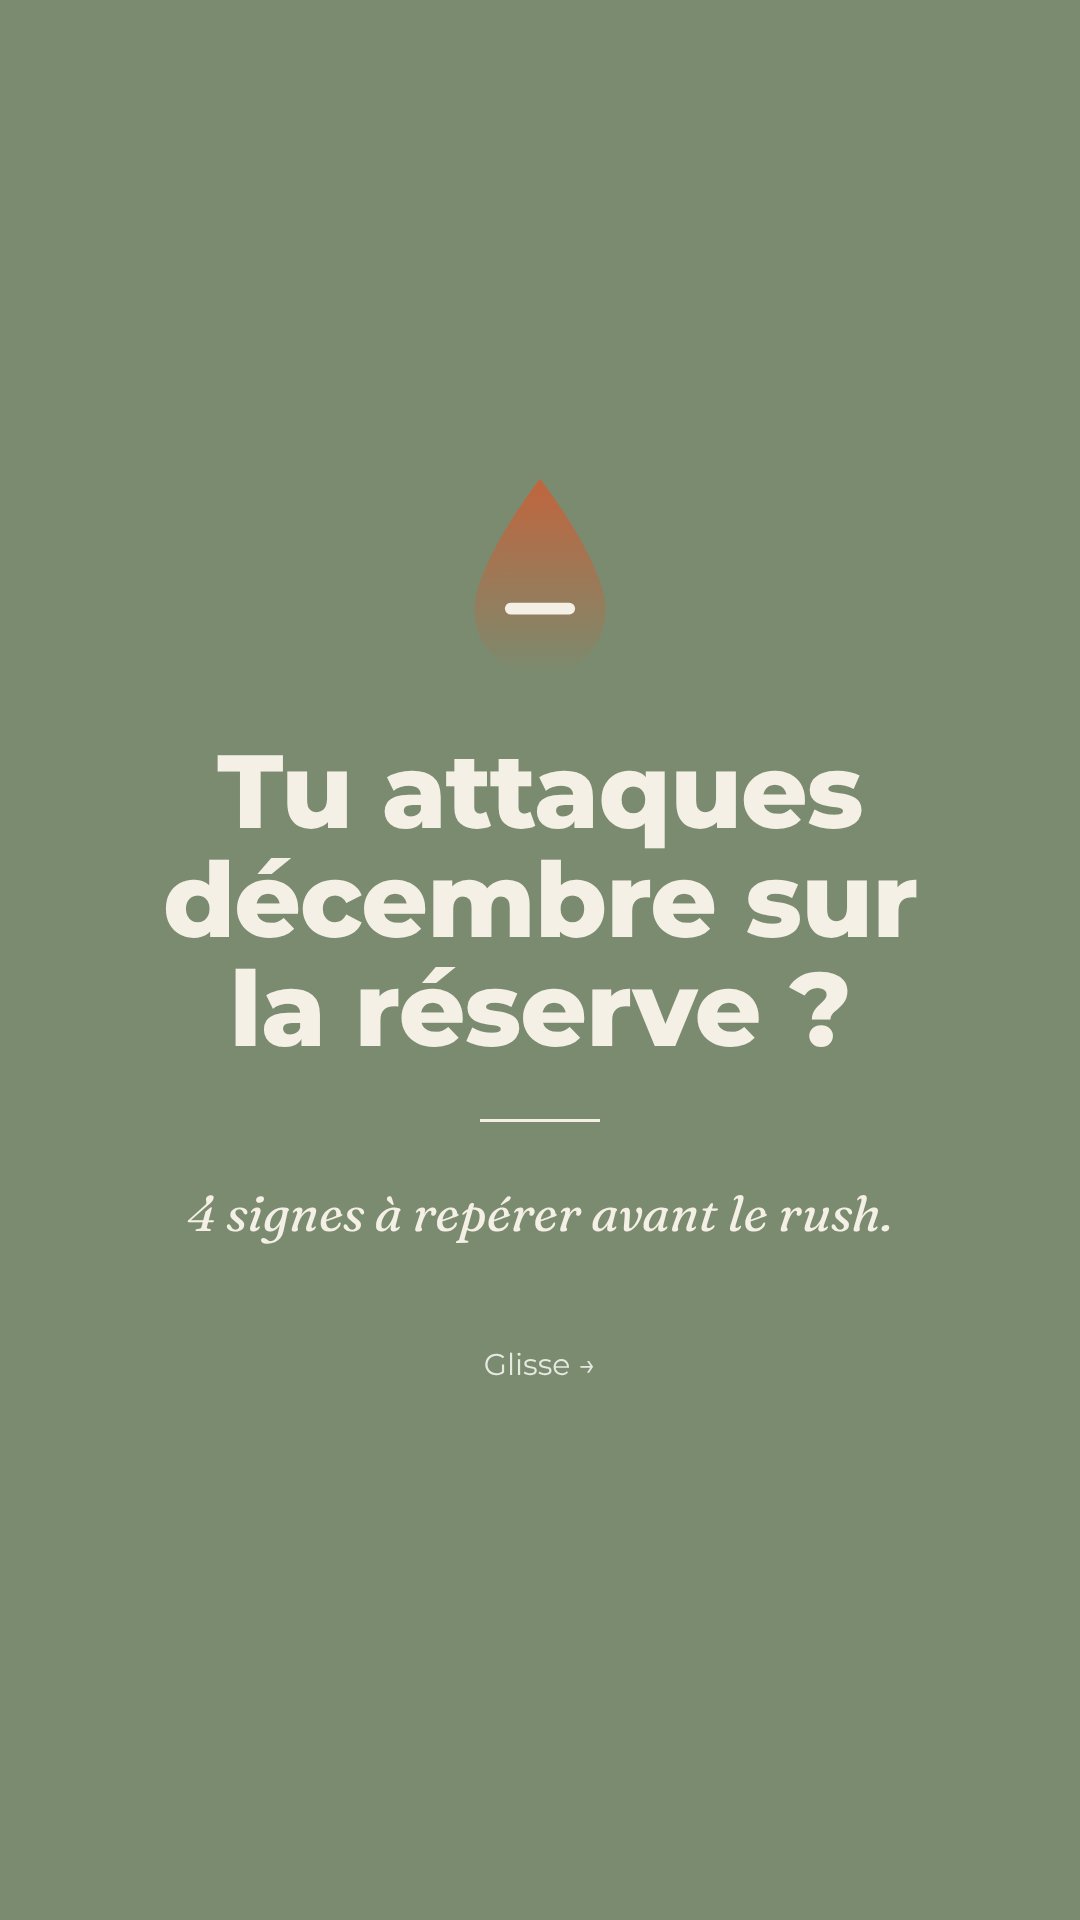 Tu attaques
décembre sur
la réserve ?
4 signes à repérer avant le rush.
Glisse →